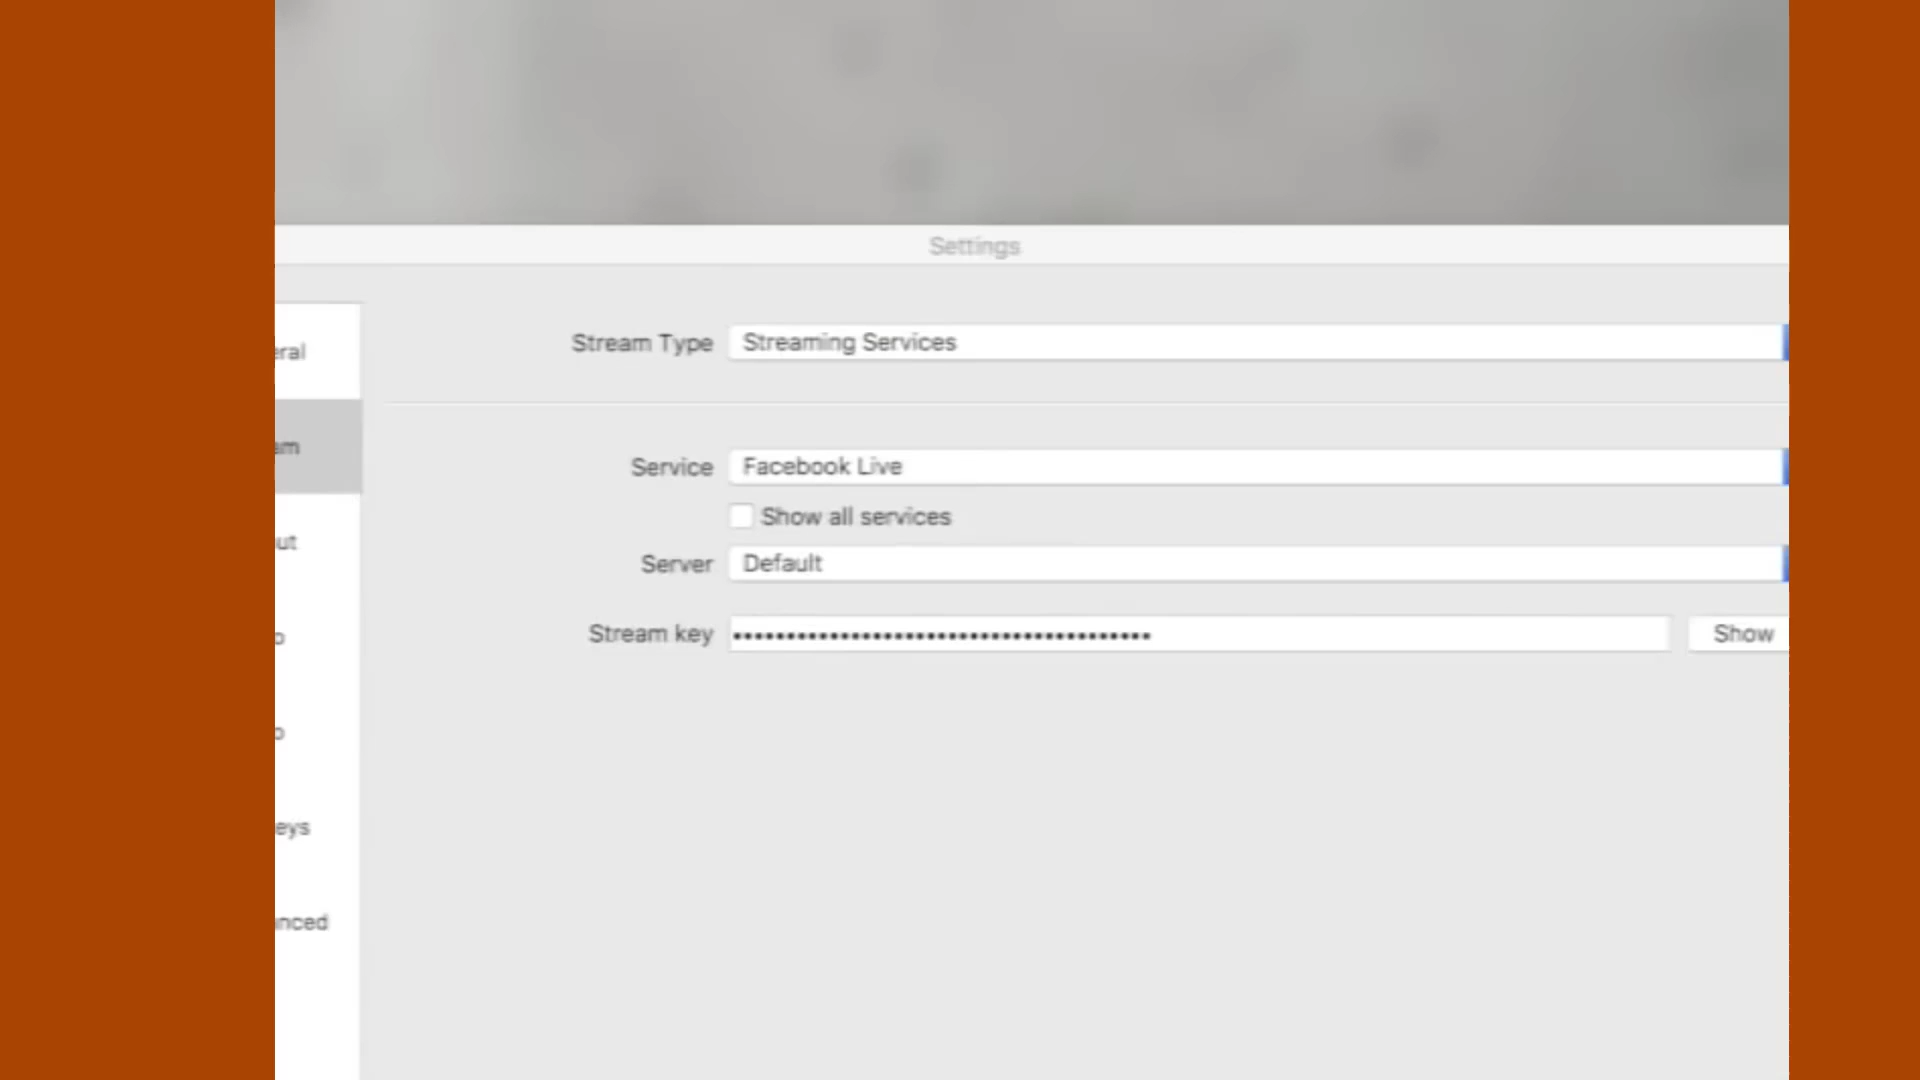 Settings
Stream Type Streaming Services
eral
am
Service Facebook Live
Show all services
ut
Server Default
Stream key ••••••••••••••••••••••••••••••••••••••• Show
o
o
eys
nced